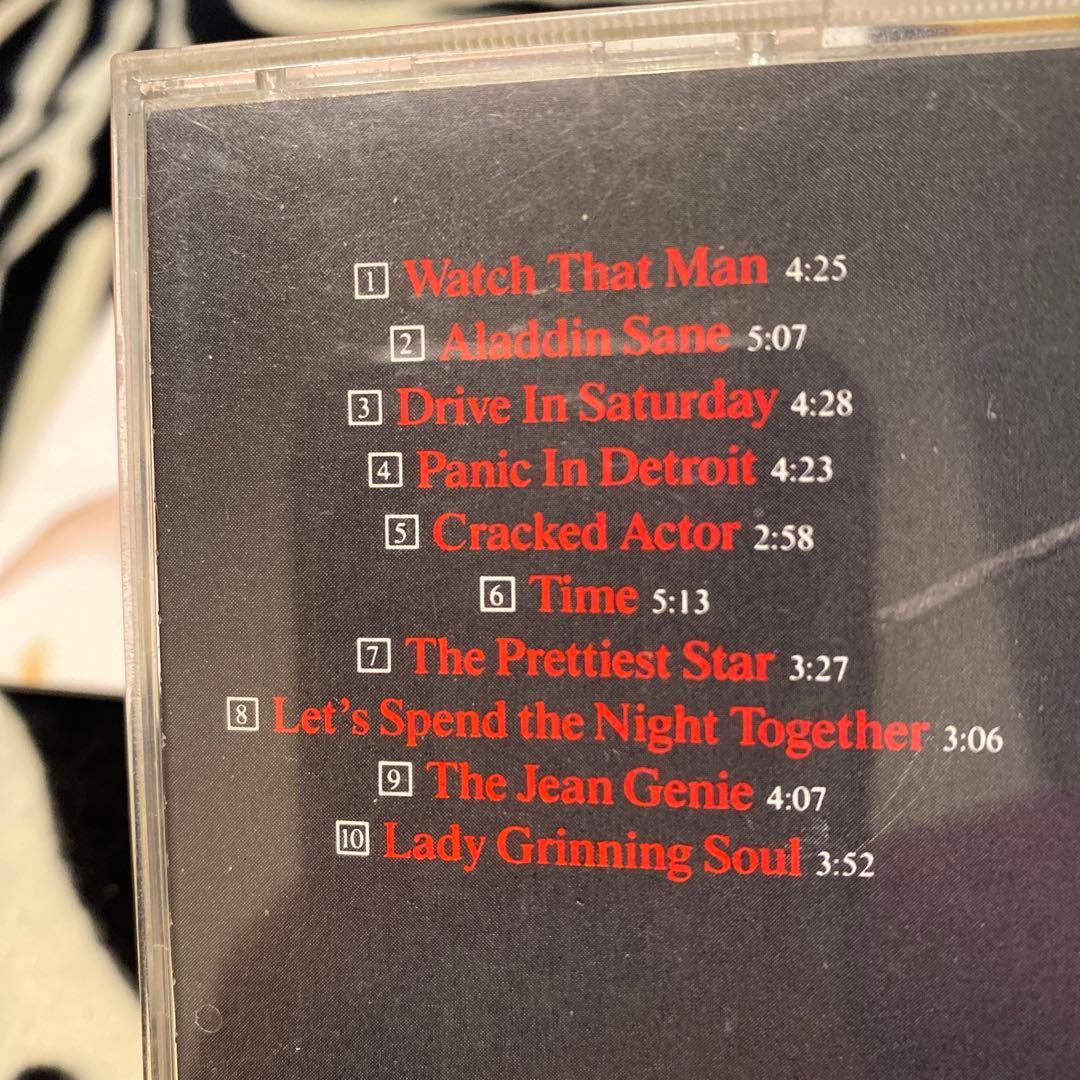 1 Watch That Man 4:25
2 Aladdin Sane 5:07
3 Drive In Saturday 4:28
4 Panic In Detroit 4:23
5 Cracked Actor 2:58
6 Time 5:13
7 The Prettiest Star 3:27
8 Let's Spend the Night Together 3:06
9 The Jean Genie 4:07
10 Lady Grinning Soul 3:52